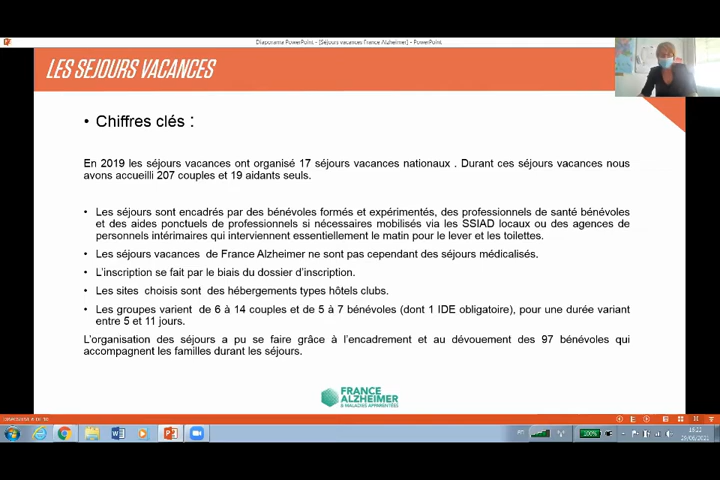 Diaporama PowerPoint - [Séjours vacances France Alzheimer] - PowerPoint
LES SEJOURS VACANCES
• Chiffres clés :
En 2019 les séjours vacances ont organisé 17 séjours vacances nationaux . Durant ces séjours vacances nous
avons accueilli 207 couples et 19 aidants seuls.
• Les séjours sont encadrés par des bénévoles formés et expérimentés, des professionnels de santé bénévoles
et des aides ponctuels de professionnels si nécessaires mobilisés via les SSIAD locaux ou des agences de
personnels intérimaires qui interviennent essentiellement le matin pour le lever et les toilettes.
• Les séjours vacances de France Alzheimer ne sont pas cependant des séjours médicalisés.
• L'inscription se fait par le biais du dossier d'inscription.
• Les sites choisis sont des hébergements types hôtels clubs.
• Les groupes varient de 6 à 14 couples et de 5 à 7 bénévoles (dont 1 IDE obligatoire), pour une durée variant
entre 5 et 11 jours.
L'organisation des séjours a pu se faire grâce à l'encadrement et au dévouement des 97 bénévoles qui
accompagnent les familles durant les séjours.
FRANCE
ALZHEIMER
& MALADIES APPARENTÉES
100%